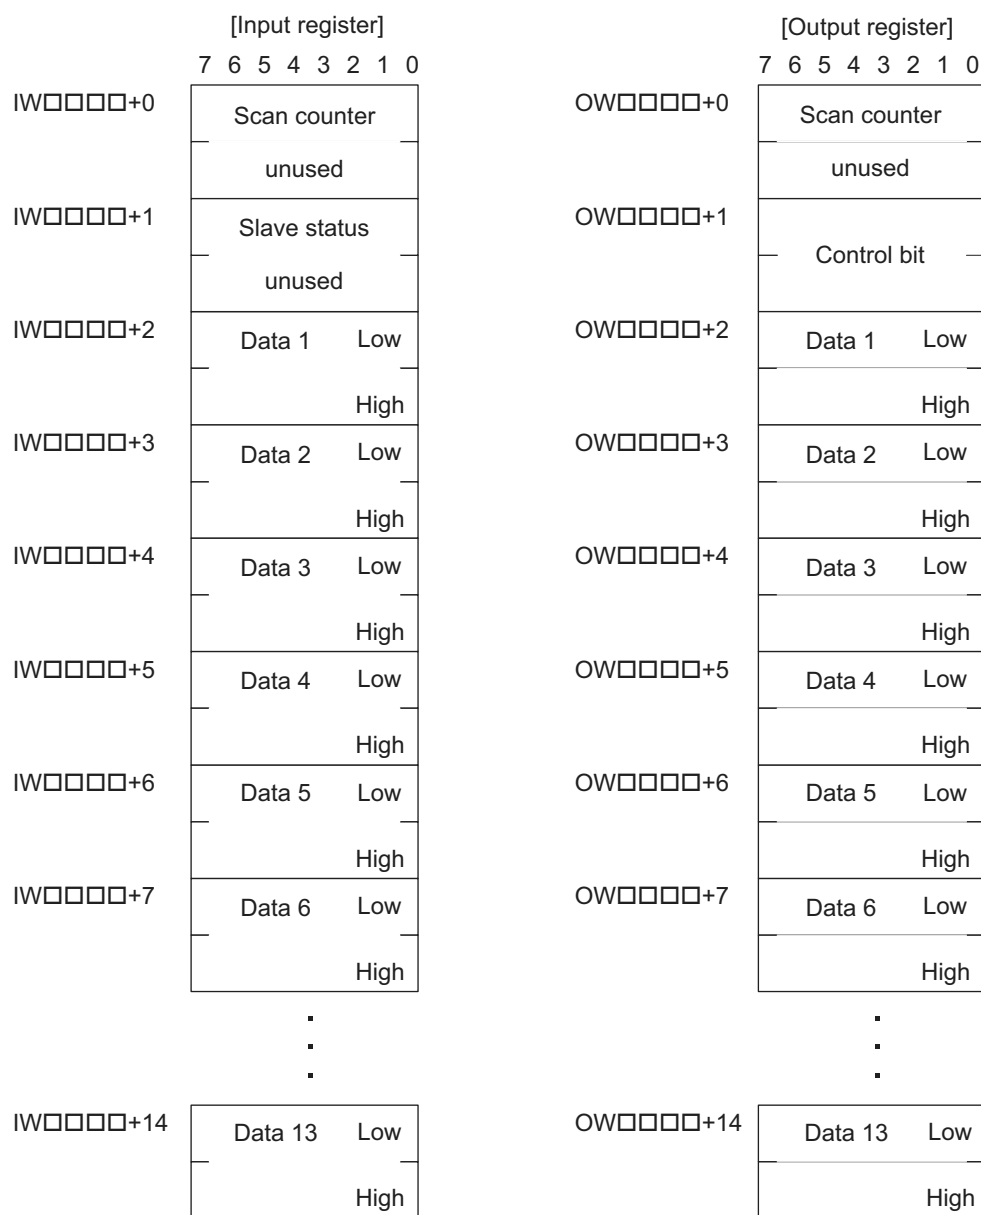 [Input register] [Output register]
7 6 5 4 3 2 1 0 7 6 5 4 3 2 1 0
IW□□□□+0 Scan counter OW□□□□+0 Scan counter
unused unused
IW□□□□+1 Slave status OW□□□□+1
Control bit
unused
IW□□□□+2 Data 1 Low OW□□□□+2 Data 1 Low
High High
IW□□□□+3 Data 2 Low OW□□□□+3 Data 2 Low
High High
IW□□□□+4 Data 3 Low OW□□□□+4 Data 3 Low
High High
IW□□□□+5 Data 4 Low OW□□□□+5 Data 4 Low
High High
IW□□□□+6 Data 5 Low OW□□□□+6 Data 5 Low
High High
IW□□□□+7 Data 6 Low OW□□□□+7 Data 6 Low
High High
IW□□□□+14 Data 13 Low OW□□□□+14 Data 13 Low
High High